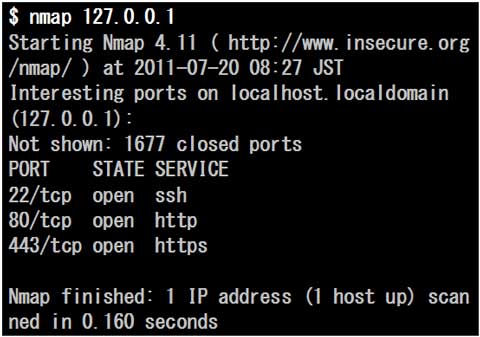 $ nmap 127.0.0.1
Starting Nmap 4.11 ( http://www.insecure.org
/nmap/ ) at 2011-07-20 08:27 JST
Interesting ports on localhost.localdomain
(127.0.0.1):
Not shown: 1677 closed ports
PORT    STATE SERVICE
22/tcp  open  ssh
80/tcp  open  http
443/tcp open  https
Nmap finished: 1 IP address (1 host up) scan
ned in 0.160 seconds